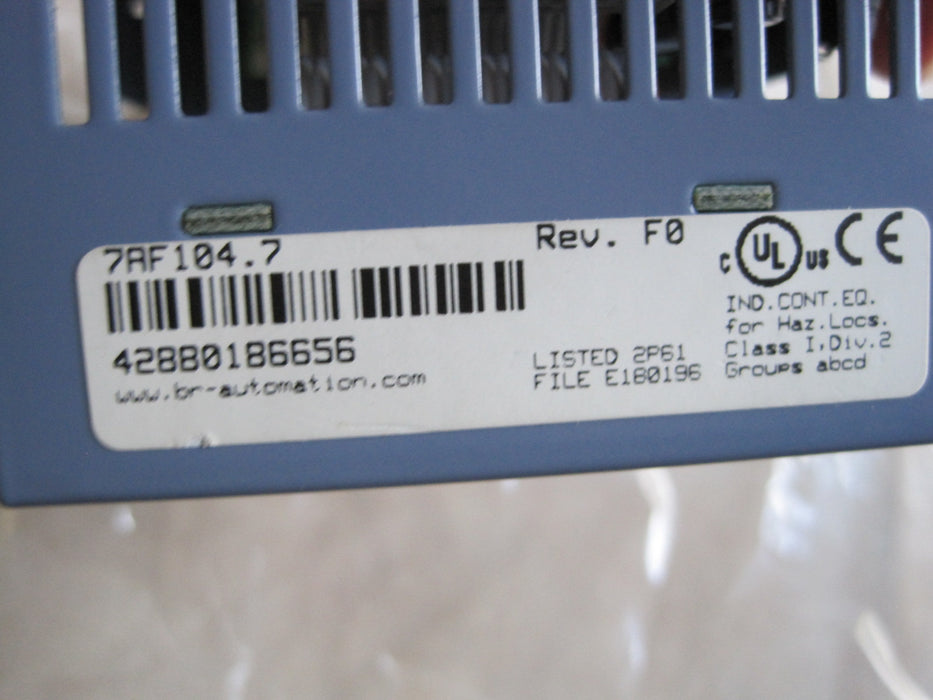 7AF104.7
Rev. F0
c UL us CE
42880186656
www.br-automation.com
LISTED 2P61
FILE E180196
IND.CONT.EQ.
for Haz.Locs.
Class I,Div.2
Groups abcd